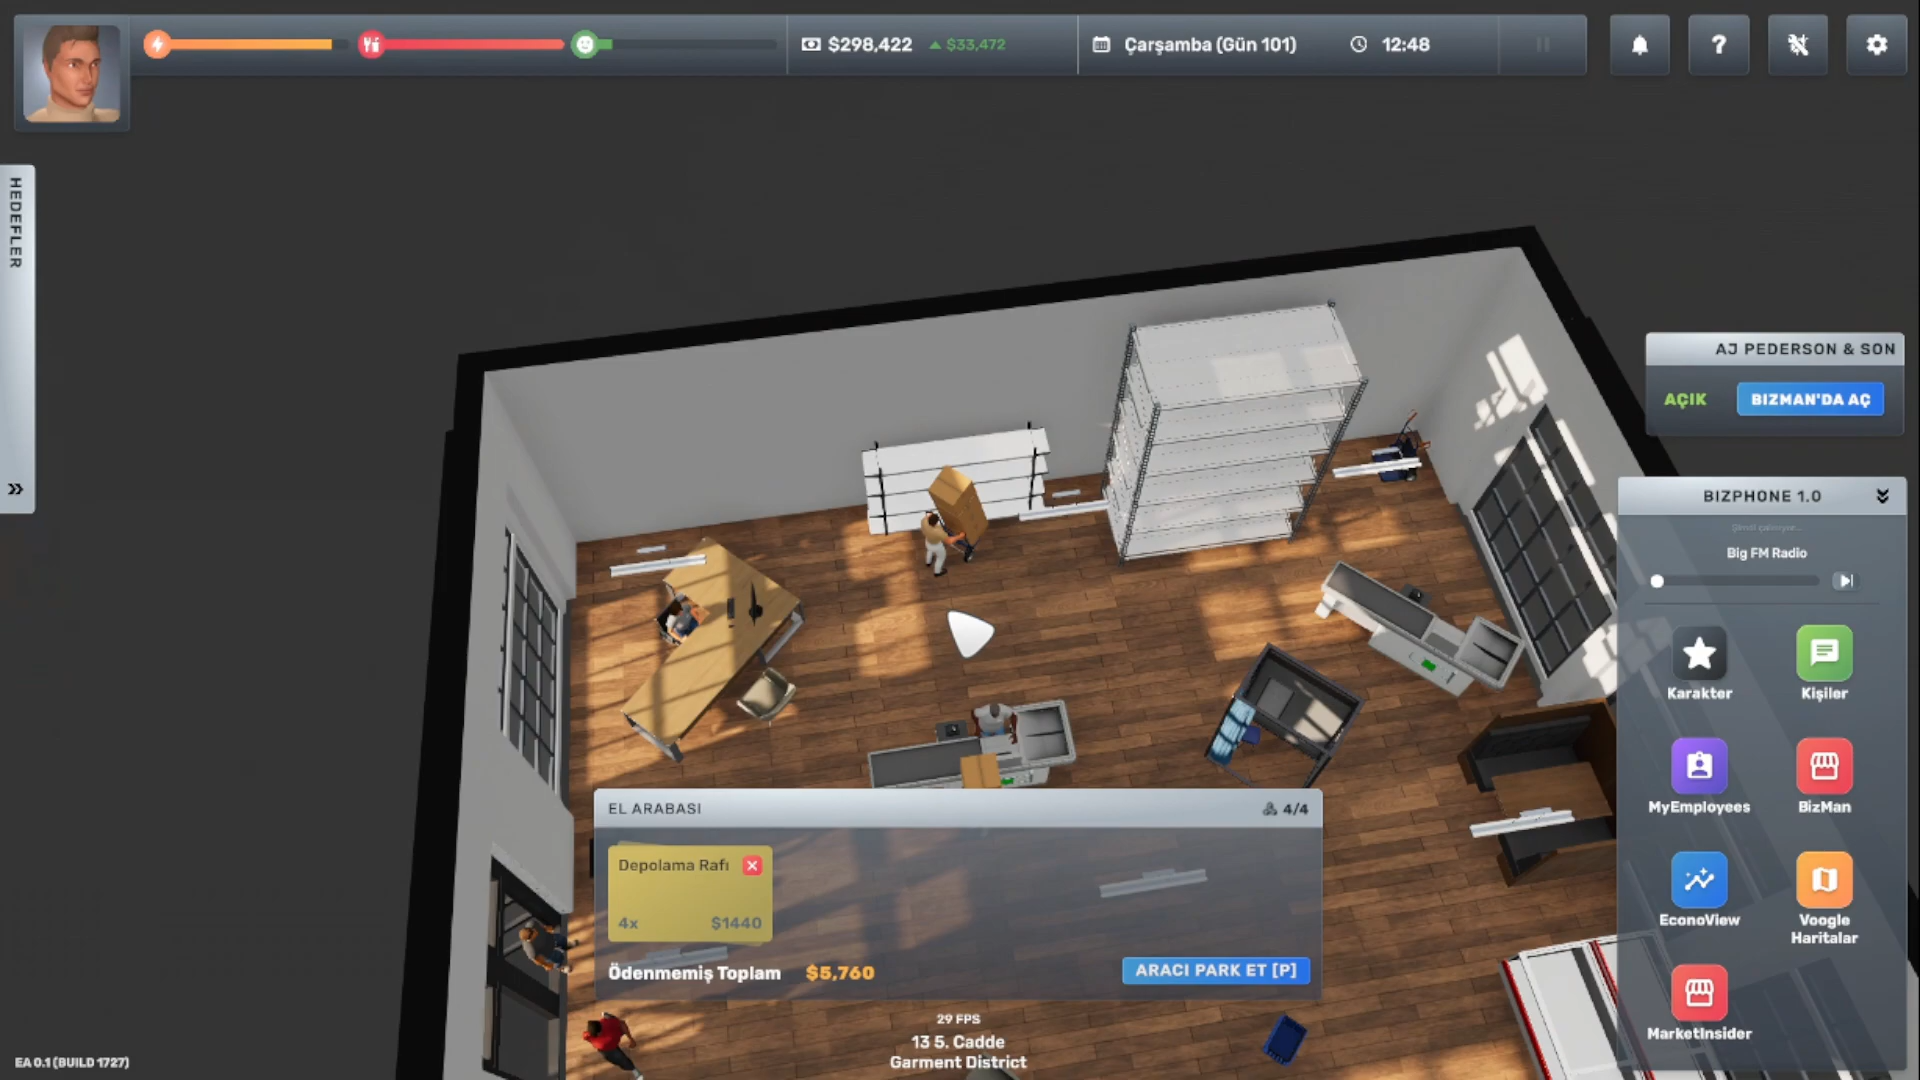 $298,422
$33,472
Çarşamba (Gün 101)
12:48
HEDEFLER
AJ PEDERSON & SON
AÇIK
BIZMAN'DA AÇ
BIZPHONE 1.0
Şimdi çalınıyor...
Big FM Radio
Karakter
Kişiler
MyEmployees
BizMan
EconoView
Voogle
Haritalar
MarketInsider
EL ARABASI
4/4
Depolama Rafı
4x
$1440
Ödenmemiş Toplam
$5,760
ARACI PARK ET [P]
29 FPS
13 5. Cadde
Garment District
EA 0.1 (BUILD 1727)